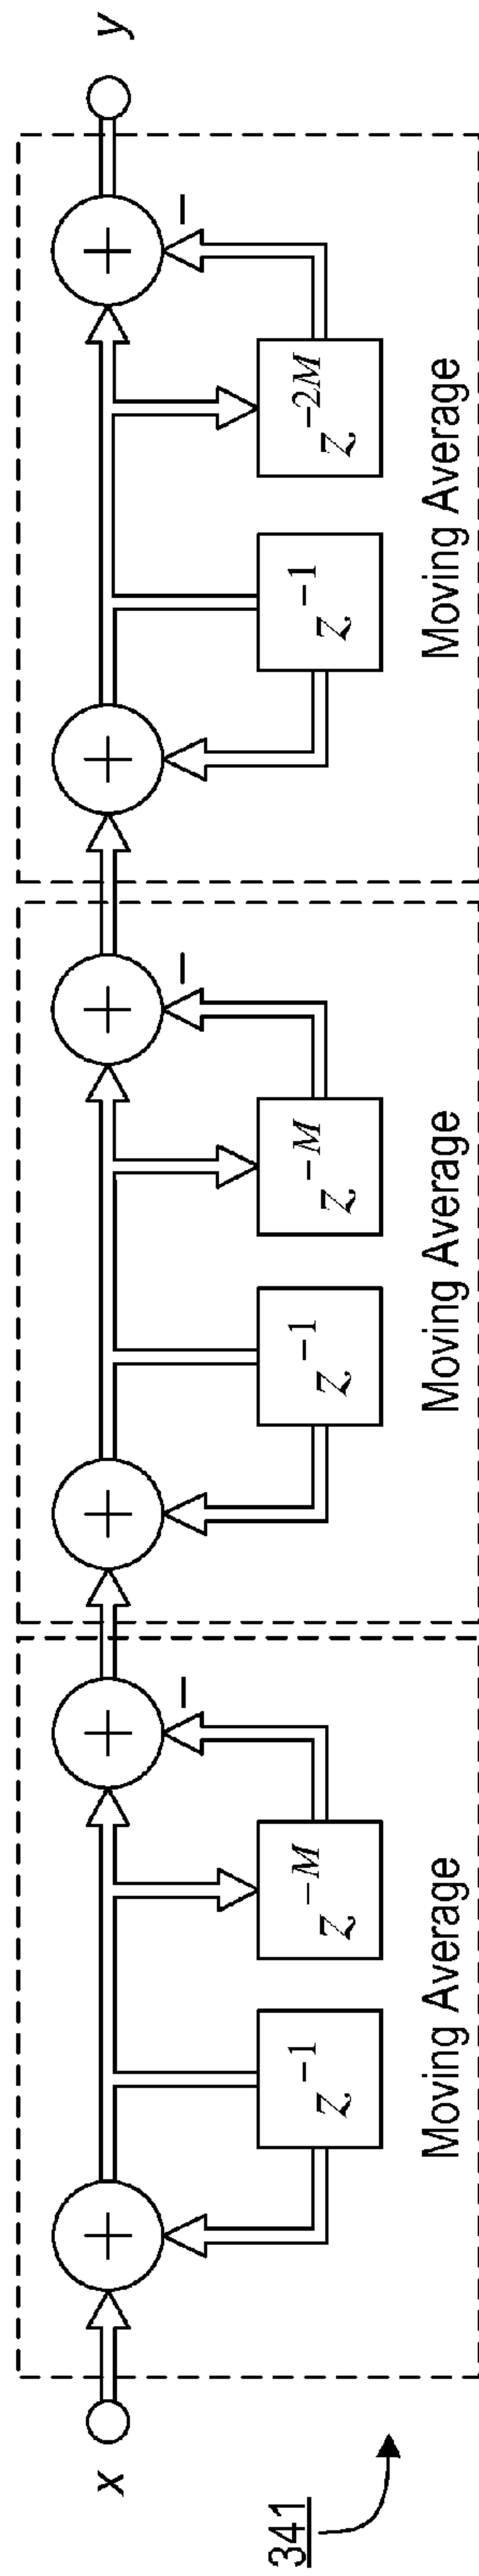 x
y
+
+
+
+
+
+
−
−
−
z⁻¹
z⁻ᴹ
z⁻¹
z⁻ᴹ
z⁻¹
z⁻²ᴹ
Moving Average
Moving Average
Moving Average
341